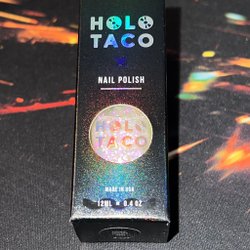 HOLO
TACO
NAIL POLISH
HOLO
TACO
MADE IN USA
12ML × 0.4 OZ